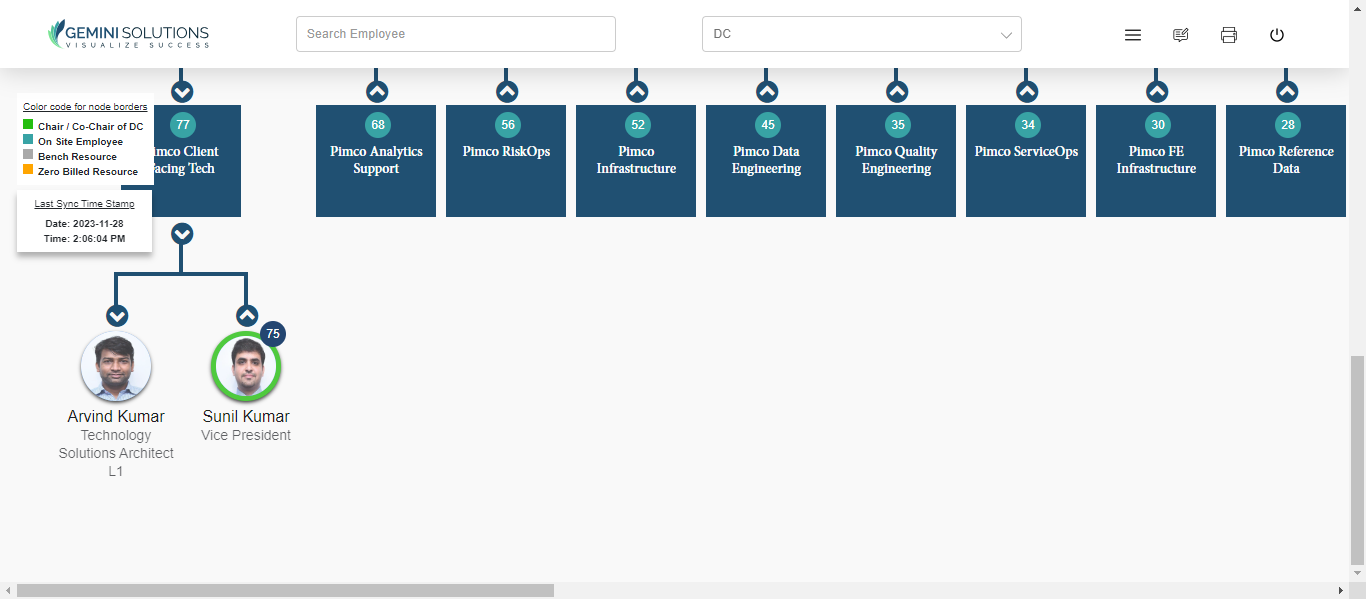 GEMINI SOLUTIONS
VISUALIZE SUCCESS
Search Employee
DC
Color code for node borders
Chair / Co-Chair of DC
On Site Employee
Bench Resource
Zero Billed Resource
Last Sync Time Stamp
Date: 2023-11-28
Time: 2:06:04 PM
77
imco Client
acing Tech
68
Pimco Analytics
Support
56
Pimco RiskOps
52
Pimco
Infrastructure
45
Pimco Data
Engineering
35
Pimco Quality
Engineering
34
Pimco ServiceOps
30
Pimco FE
Infrastructure
28
Pimco Reference
Data
Arvind Kumar
Technology
Solutions Architect
L1
75
Sunil Kumar
Vice President